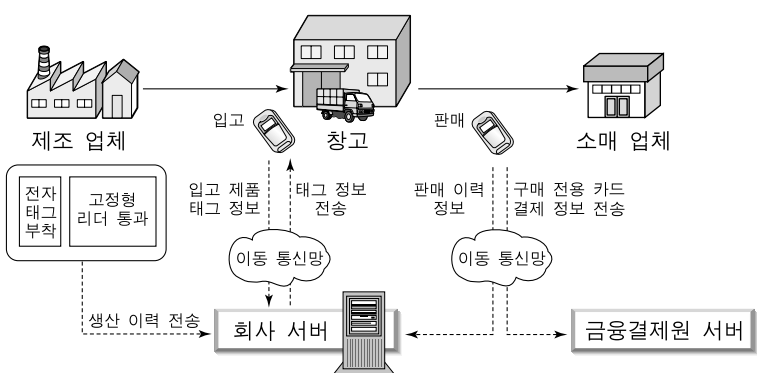 입고
판매
제조 업체
창고
소매 업체
전자
태그
부착
고정형
리더 통과
입고 제품
태그 정보
태그 정보
전송
판매 이력
정보
구매 전용 카드
결제 정보 전송
이동 통신망
이동 통신망
생산 이력 전송
회사 서버
금융결제원 서버